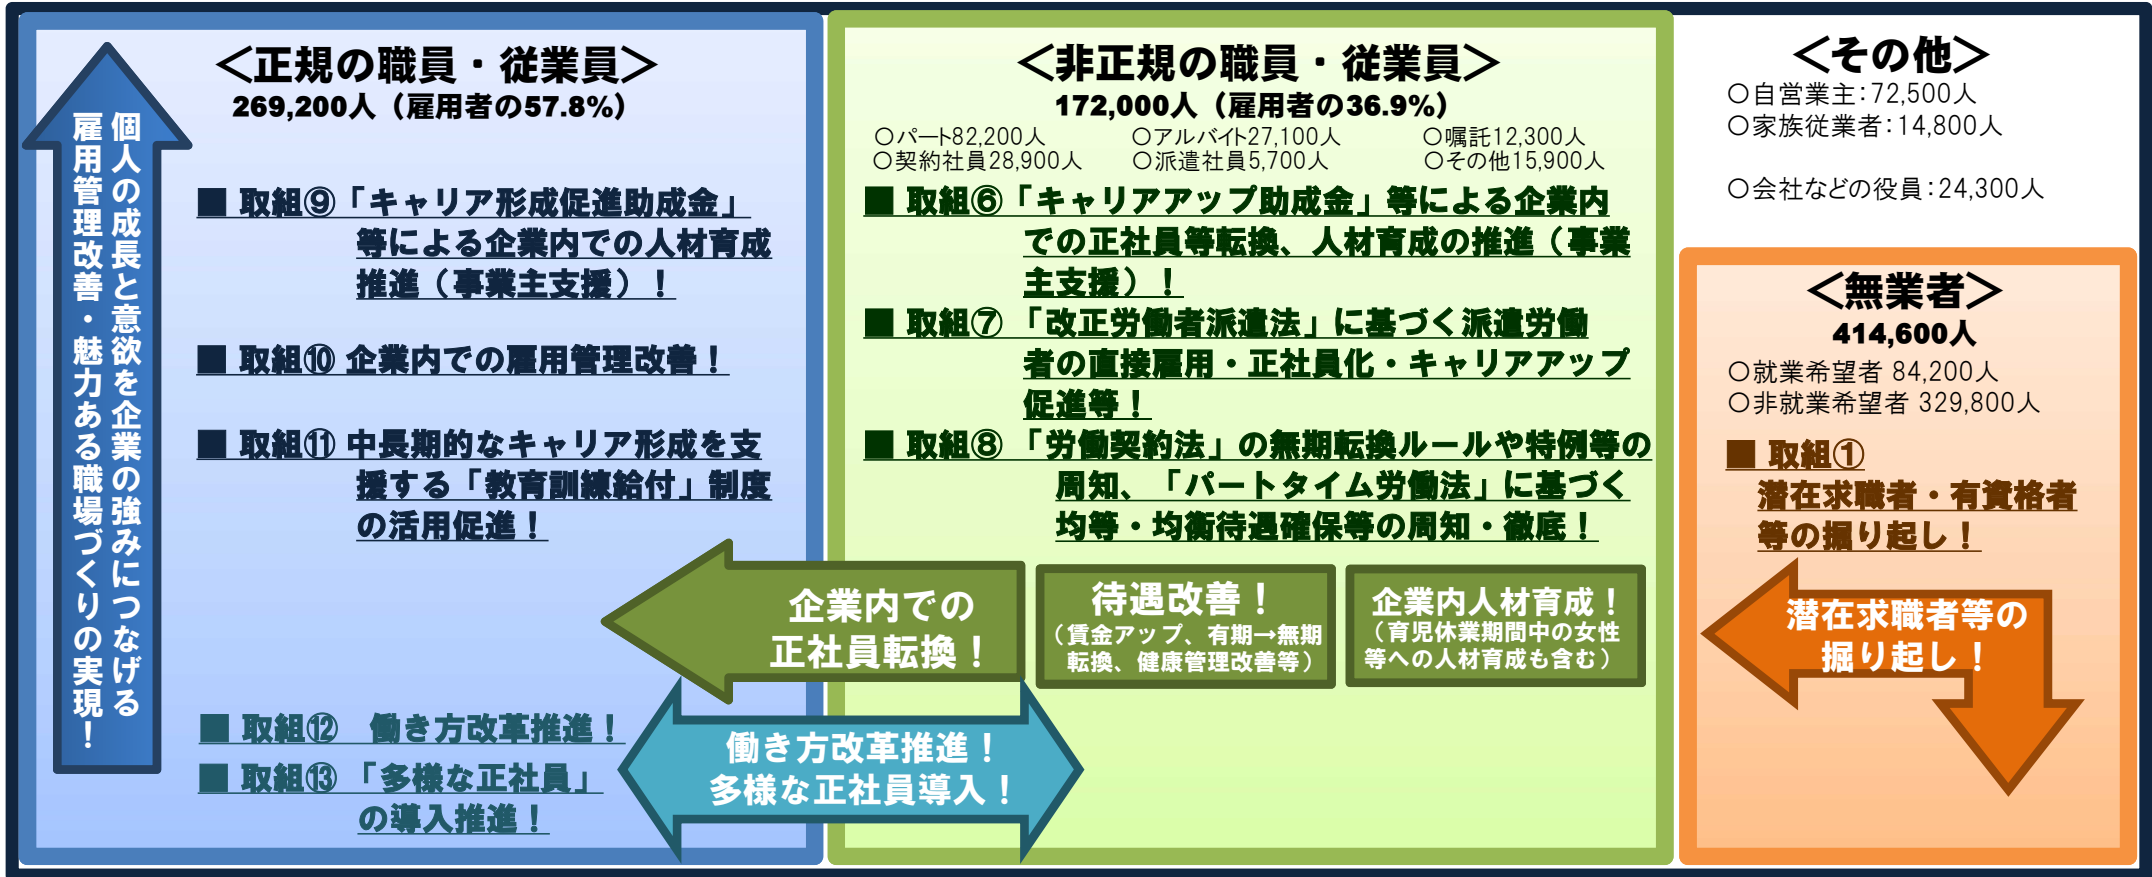 個人の成長と意欲を企業の強みにつなげる
雇用管理改善・魅力ある職場づくりの実現！
＜正規の職員・従業員＞
269,200人（雇用者の57.8%）
■ 取組⑨「キャリア形成促進助成金」
等による企業内での人材育成
推進（事業主支援）！
■ 取組⑩ 企業内での雇用管理改善！
■ 取組⑪ 中長期的なキャリア形成を支
援する「教育訓練給付」制度
の活用促進！
■ 取組⑫　働き方改革推進！
■ 取組⑬ 「多様な正社員」
の導入推進！
＜非正規の職員・従業員＞
172,000人（雇用者の36.9%）
○パート82,200人　○アルバイト27,100人　○嘱託12,300人
○契約社員28,900人　○派遣社員5,700人　○その他15,900人
■ 取組⑥「キャリアアップ助成金」等による企業内
での正社員等転換、人材育成の推進（事業
主支援）！
■ 取組⑦ 「改正労働者派遣法」に基づく派遣労働
者の直接雇用・正社員化・キャリアアップ
促進等！
■ 取組⑧ 「労働契約法」の無期転換ルールや特例等の
周知、「パートタイム労働法」に基づく
均等・均衡待遇確保等の周知・徹底！
企業内での
正社員転換！
待遇改善！
（賃金アップ、有期→無期
転換、健康管理改善等）
企業内人材育成！
（育児休業期間中の女性
等への人材育成も含む）
働き方改革推進！
多様な正社員導入！
＜その他＞
○自営業主：72,500人
○家族従業者：14,800人
○会社などの役員：24,300人
＜無業者＞
414,600人
○就業希望者 84,200人
○非就業希望者 329,800人
■ 取組①
潜在求職者・有資格者
等の掘り起し！
潜在求職者等の
掘り起し！